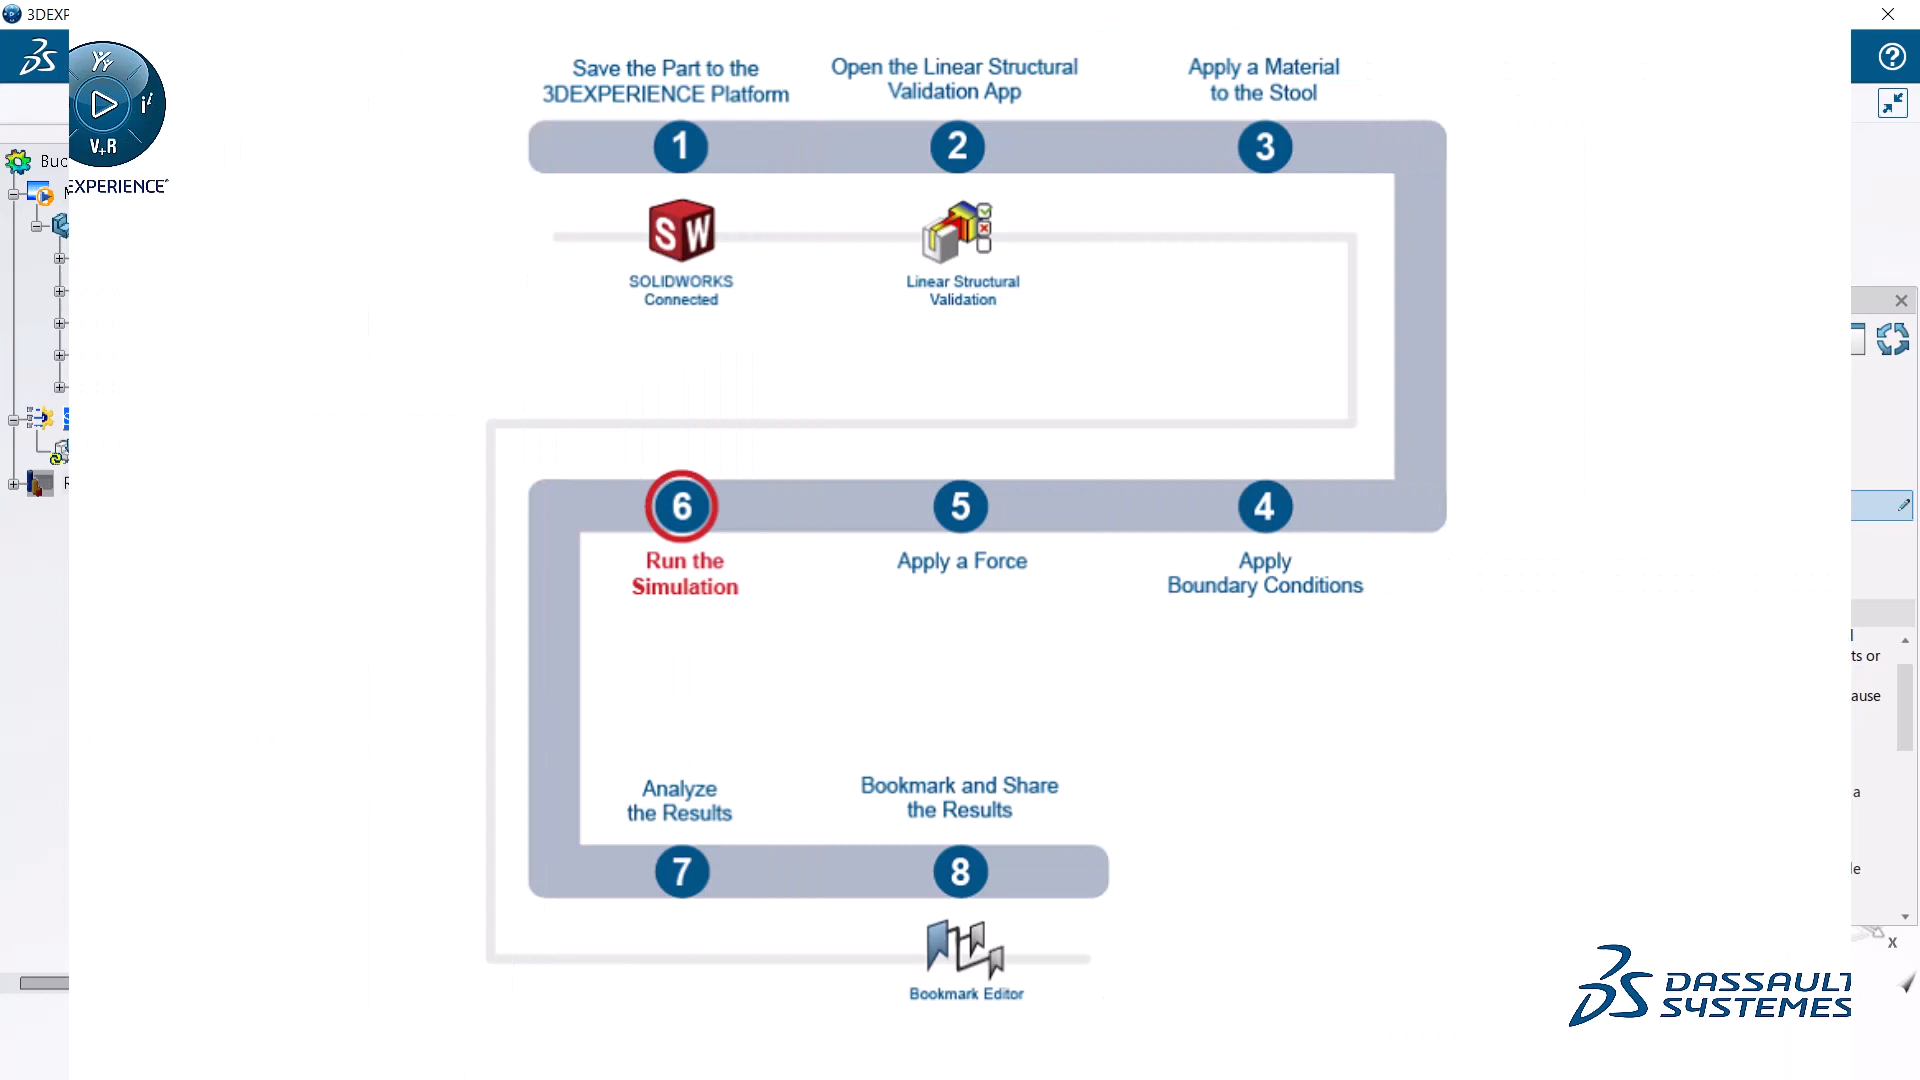 3DEXP
Save the Part to the
3DEXPERIENCE Platform
Open the Linear Structural
Validation App
Apply a Material
to the Stool
V+R
EXPERIENCE
Buc
1
2
3
SW
SOLIDWORKS
Connected
Linear Structural
Validation
6
5
4
Run the
Simulation
Apply a Force
Apply
Boundary Conditions
ts or
ause
a
le
Analyze
the Results
Bookmark and Share
the Results
7
8
Bookmark Editor
X
DASSAULT
SYSTEMES